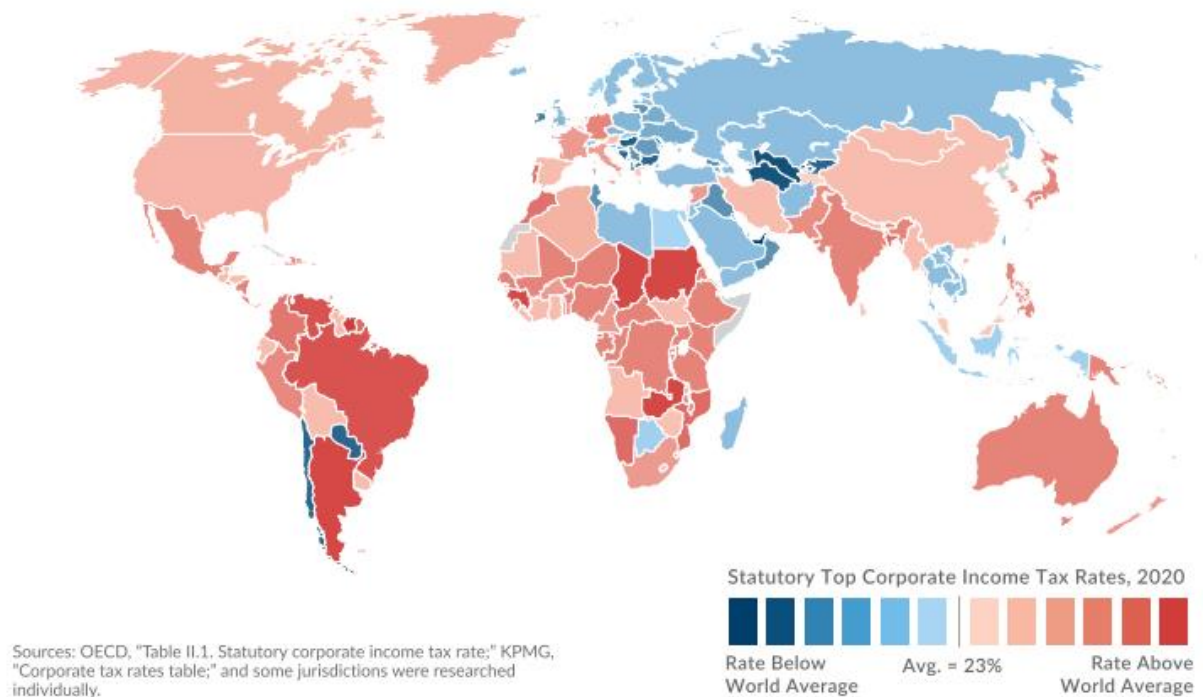 Statutory Top Corporate Income Tax Rates, 2020
Rate Below
World Average
Avg. = 23%
Rate Above
World Average
Sources: OECD, "Table II.1. Statutory corporate income tax rate;" KPMG,
"Corporate tax rates table;" and some jurisdictions were researched
individually.